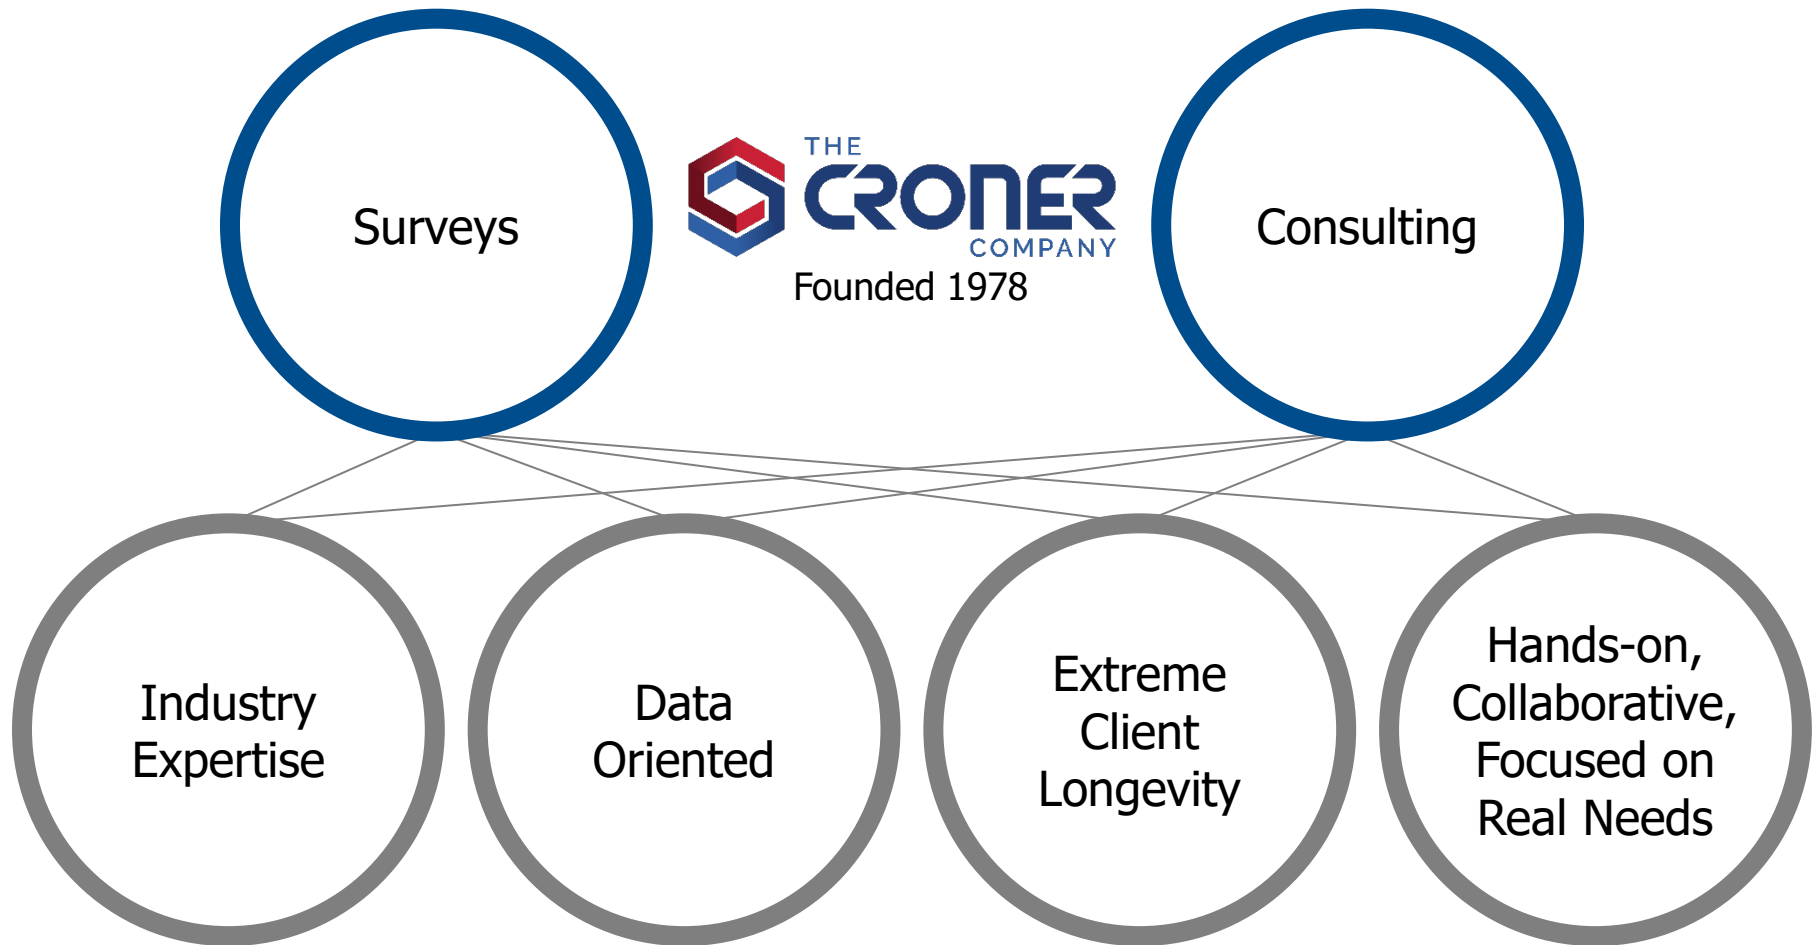 Surveys
THE
CRONER
COMPANY
Founded 1978
Consulting
Industry
Expertise
Data
Oriented
Extreme
Client
Longevity
Hands-on,
Collaborative,
Focused on
Real Needs